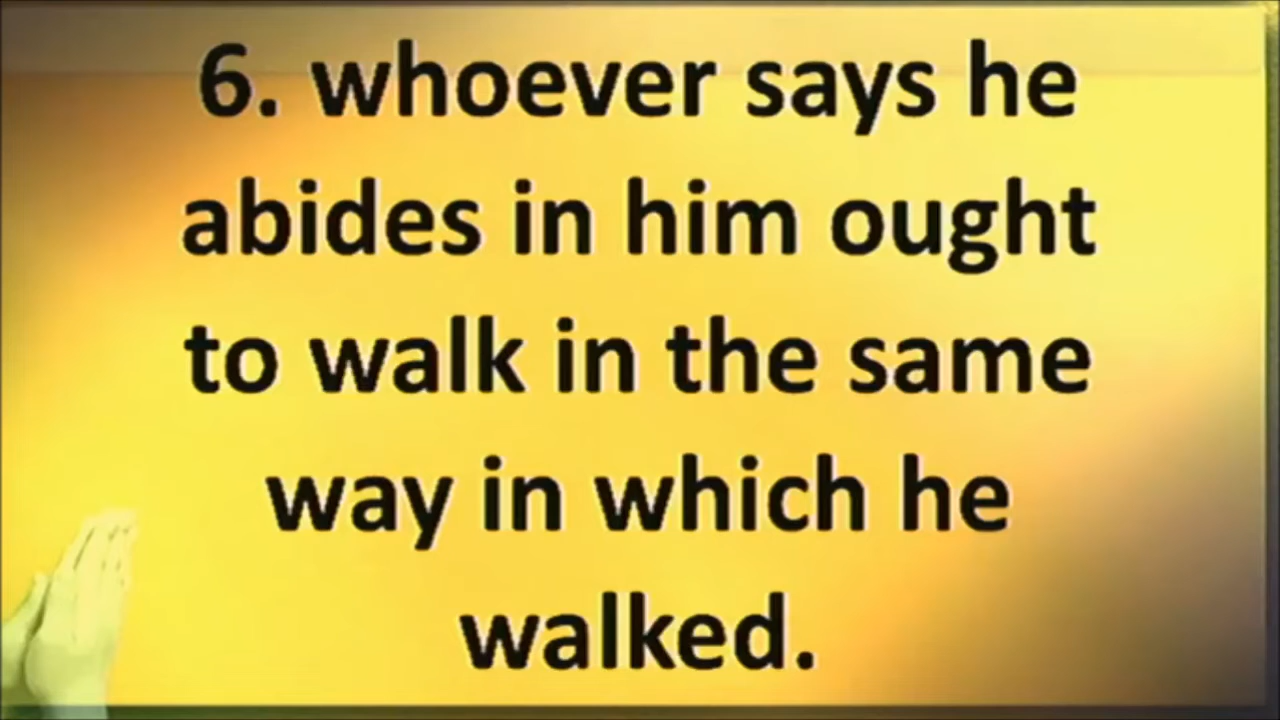 6. whoever says he
abides in him ought
to walk in the same
way in which he
walked.